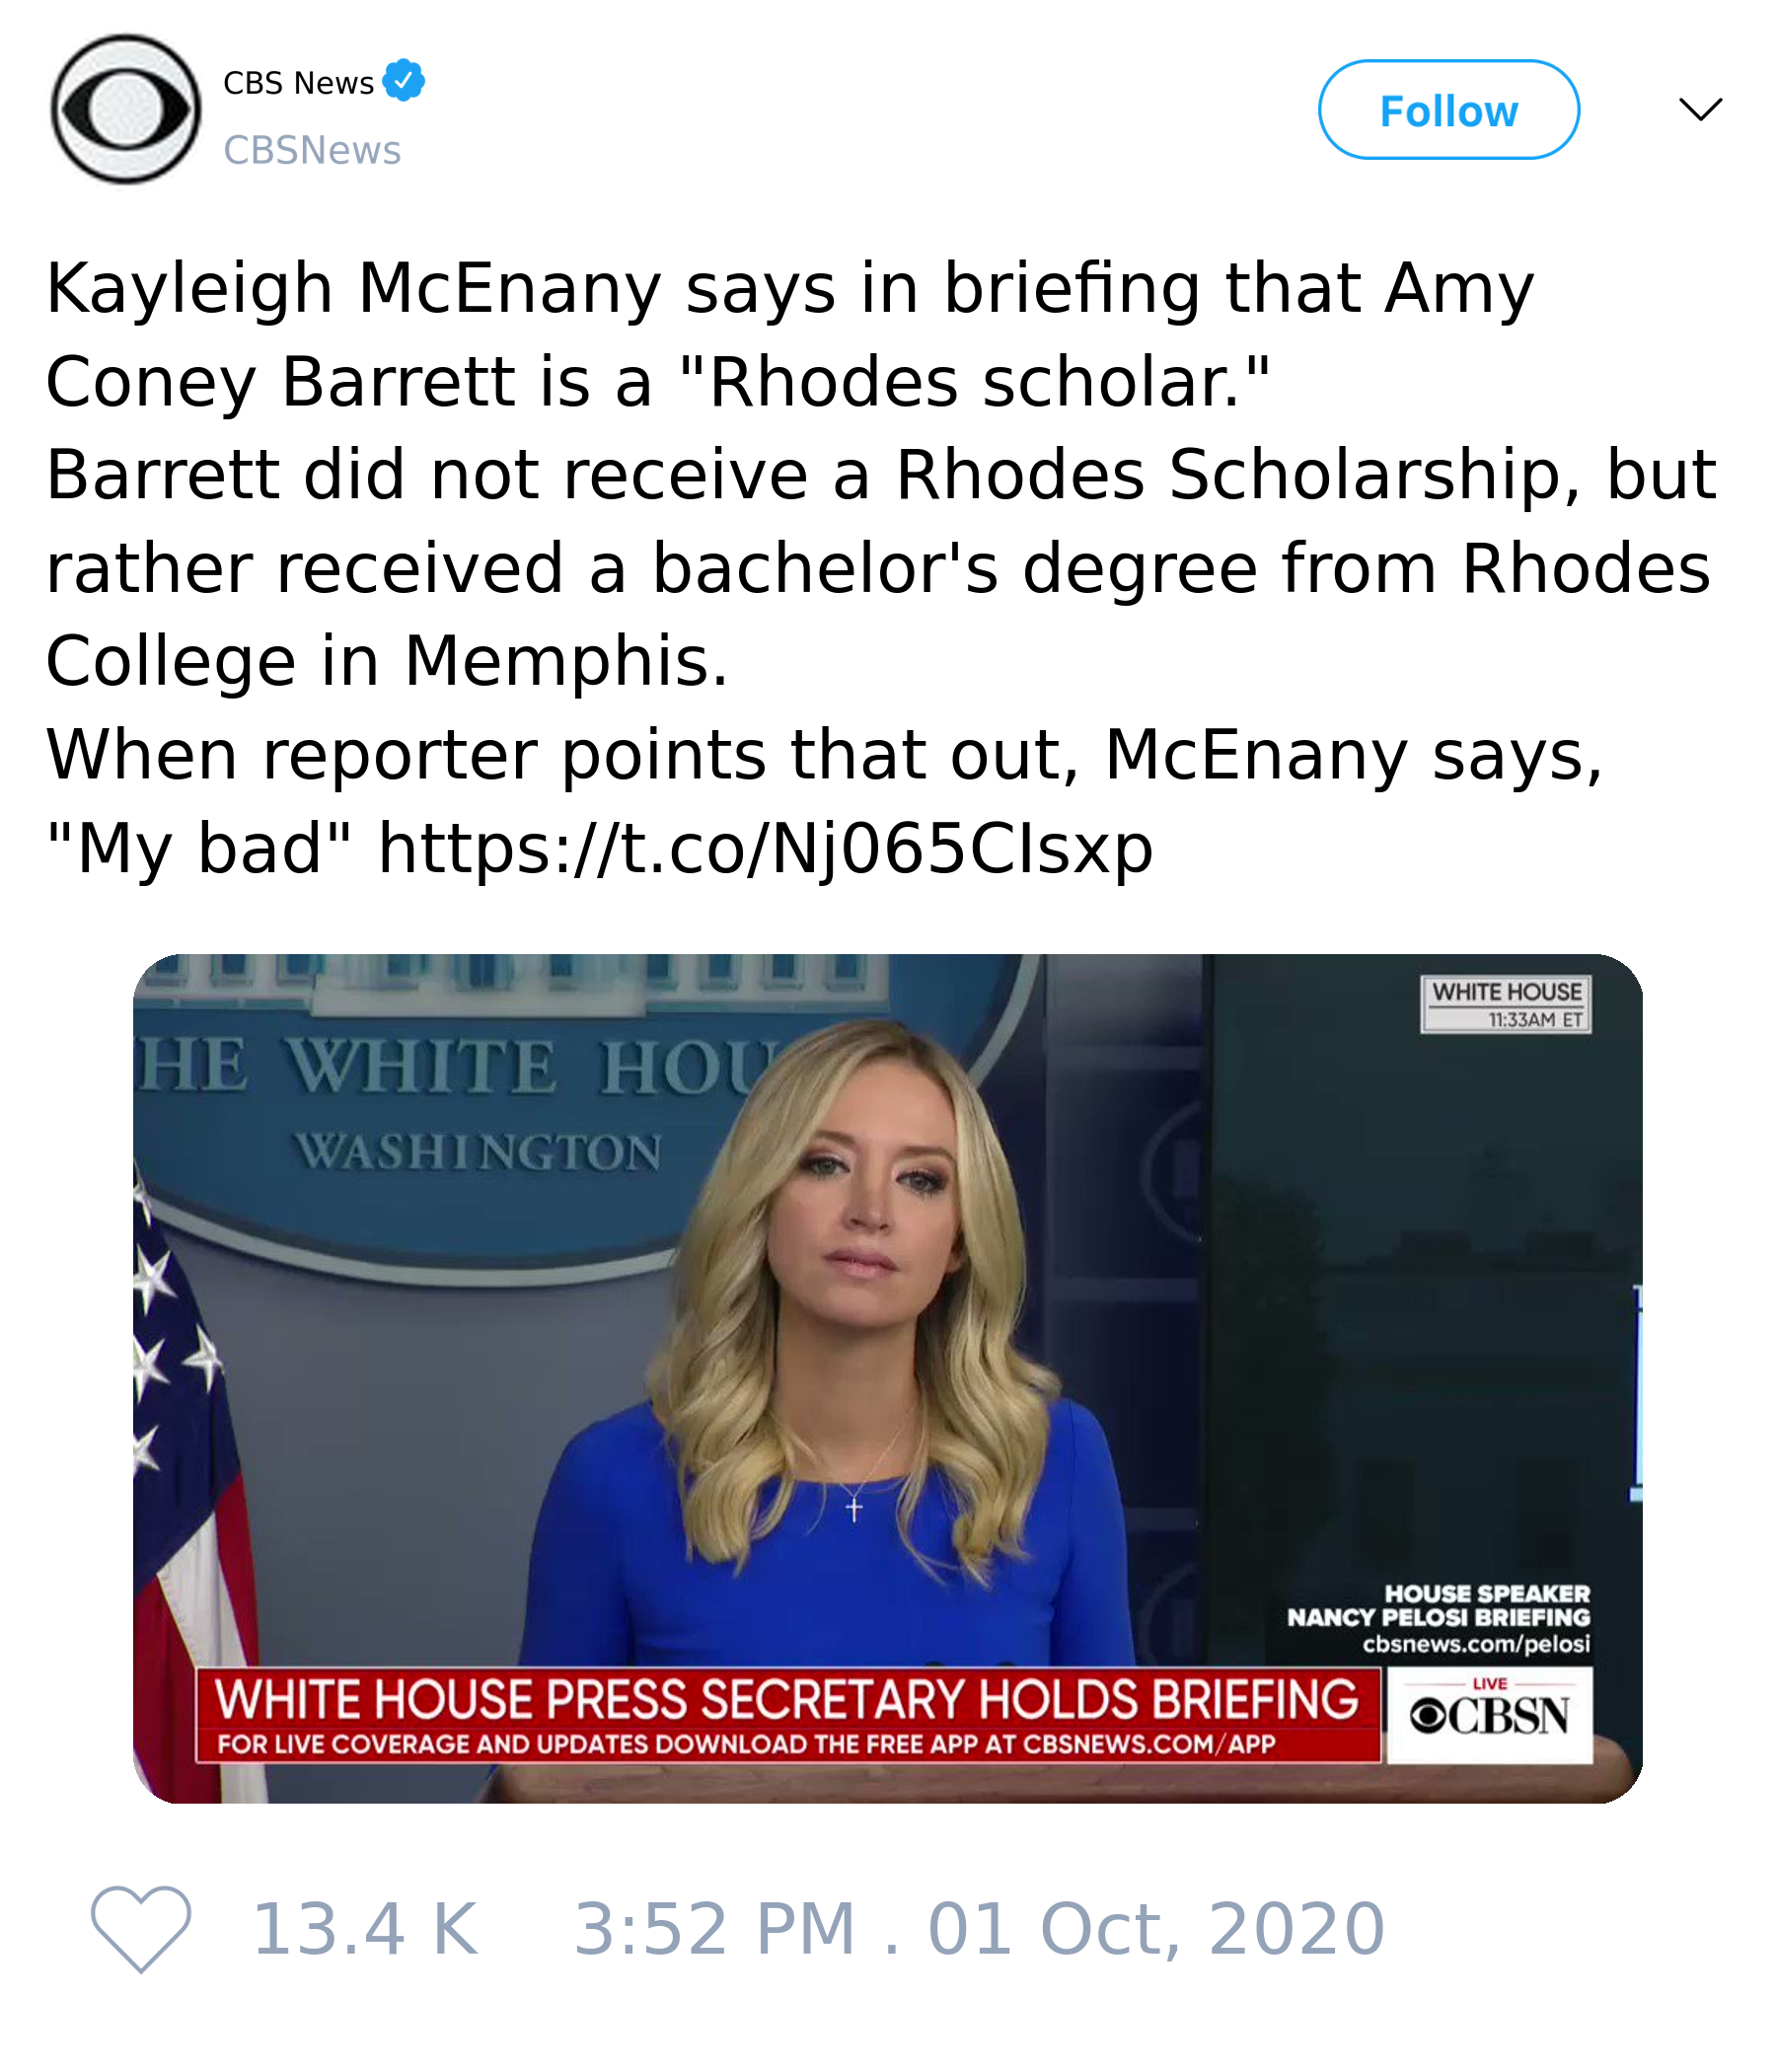 CBS News
CBSNews
Follow
Kayleigh McEnany says in briefing that Amy
Coney Barrett is a "Rhodes scholar."
Barrett did not receive a Rhodes Scholarship, but
rather received a bachelor's degree from Rhodes
College in Memphis.
When reporter points that out, McEnany says,
"My bad" https://t.co/Nj065CIsxp
WHITE HOUSE
11:33AM ET
HE WHITE HOU
WASHINGTON
HOUSE SPEAKER
NANCY PELOSI BRIEFING
cbsnews.com/pelosi
WHITE HOUSE PRESS SECRETARY HOLDS BRIEFING
FOR LIVE COVERAGE AND UPDATES DOWNLOAD THE FREE APP AT CBSNEWS.COM/APP
LIVE
CBSN
13.4 K 3:52 PM . 01 Oct, 2020